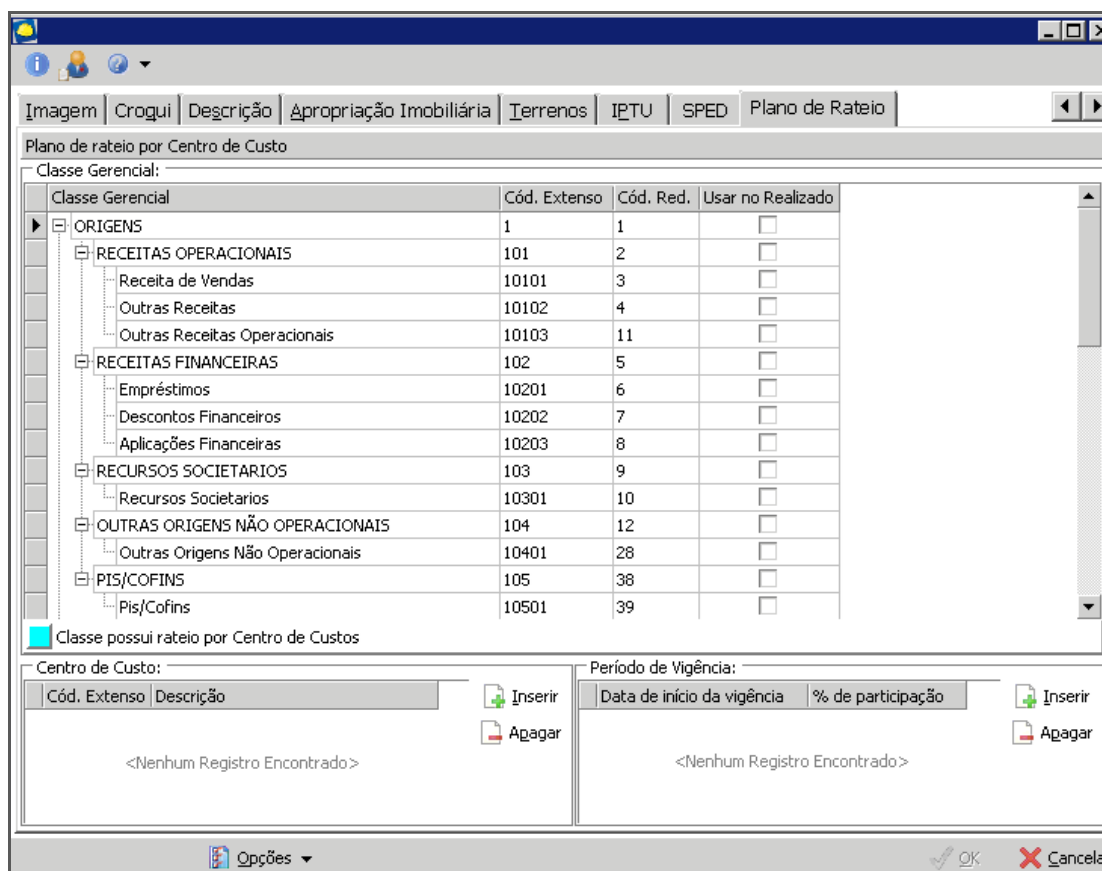 Imagem Croqui Descrição Apropriação Imobiliária Terrenos IPTU SPED Plano de Rateio
Plano de rateio por Centro de Custo
Classe Gerencial:
Classe Gerencial Cód. Extenso Cód. Red. Usar no Realizado
ORIGENS 1 1
RECEITAS OPERACIONAIS 101 2
Receita de Vendas 10101 3
Outras Receitas 10102 4
Outras Receitas Operacionais 10103 11
RECEITAS FINANCEIRAS 102 5
Empréstimos 10201 6
Descontos Financeiros 10202 7
Aplicações Financeiras 10203 8
RECURSOS SOCIETARIOS 103 9
Recursos Societarios 10301 10
OUTRAS ORIGENS NÃO OPERACIONAIS 104 12
Outras Origens Não Operacionais 10401 28
PIS/COFINS 105 38
Pis/Cofins 10501 39
Classe possui rateio por Centro de Custos
Centro de Custo: Período de Vigência:
Cód. Extenso Descrição Inserir Data de início da vigência % de participação Inserir
Apagar Apagar
<Nenhum Registro Encontrado> <Nenhum Registro Encontrado>
Opções OK Cancela